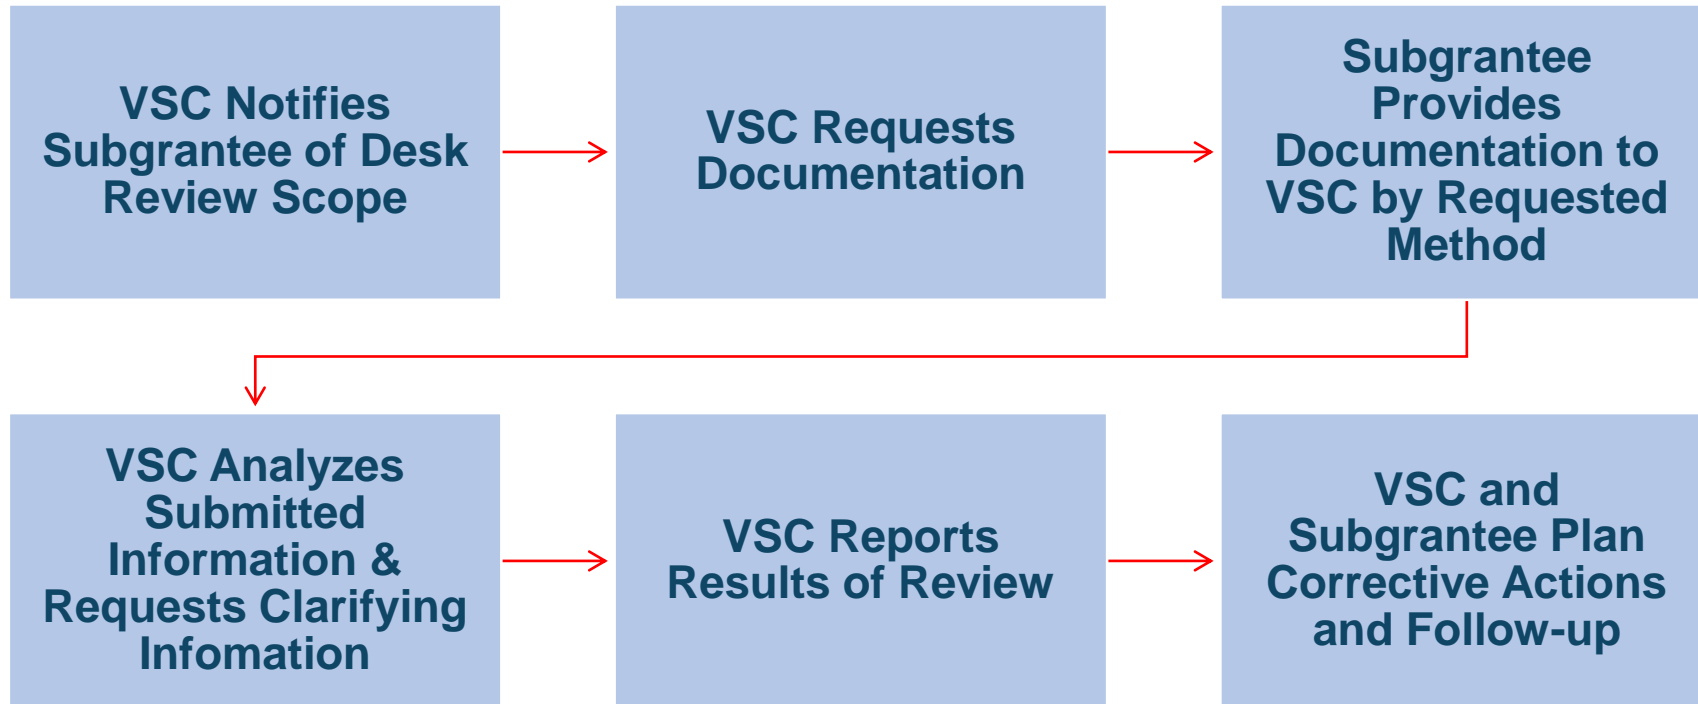 VSC Notifies
Subgrantee of Desk
Review Scope
VSC Requests
Documentation
Subgrantee
Provides
Documentation to
VSC by Requested
Method
VSC Analyzes
Submitted
Information &
Requests Clarifying
Infomation
VSC Reports
Results of Review
VSC and
Subgrantee Plan
Corrective Actions
and Follow-up